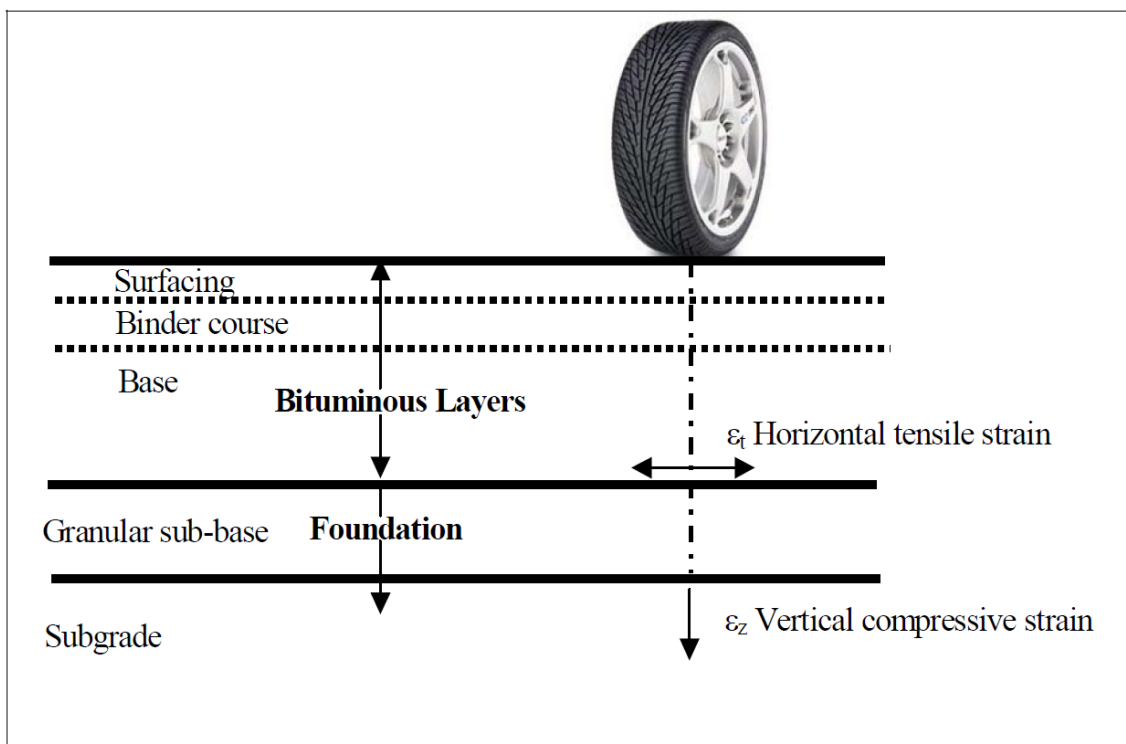 Surfacing
Binder course
Base
Bituminous Layers
εt Horizontal tensile strain
Granular sub-base
Foundation
Subgrade
εz Vertical compressive strain